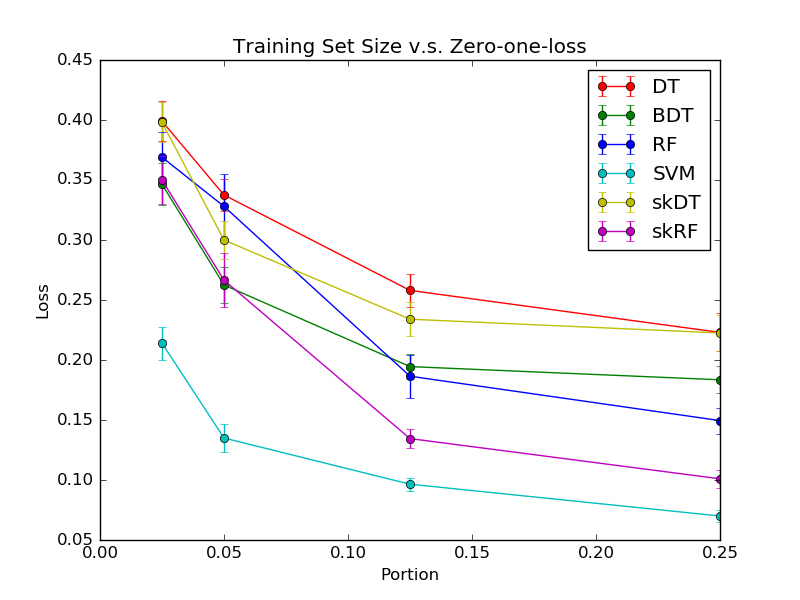 Training Set Size v.s. Zero-one-loss
0.45
0.40
0.35
0.30
0.25
0.20
0.15
0.10
0.05
Loss
DT
BDT
RF
SVM
skDT
skRF
0.00 0.05 0.10 0.15 0.20 0.25
Portion